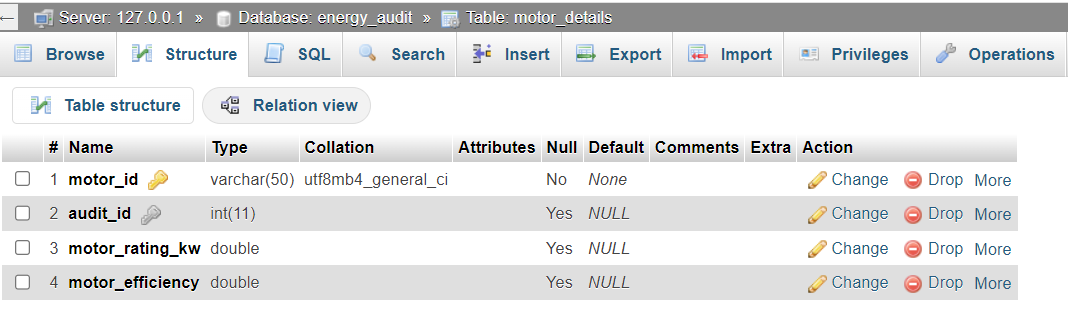 ← Server: 127.0.0.1 » Database: energy_audit » Table: motor_details
Browse Structure SQL Search Insert Export Import Privileges Operations
Table structure Relation view
# Name Type Collation Attributes Null Default Comments Extra Action
1 motor_id varchar(50) utf8mb4_general_ci No None Change Drop More
2 audit_id int(11) Yes NULL Change Drop More
3 motor_rating_kw double Yes NULL Change Drop More
4 motor_efficiency double Yes NULL Change Drop More